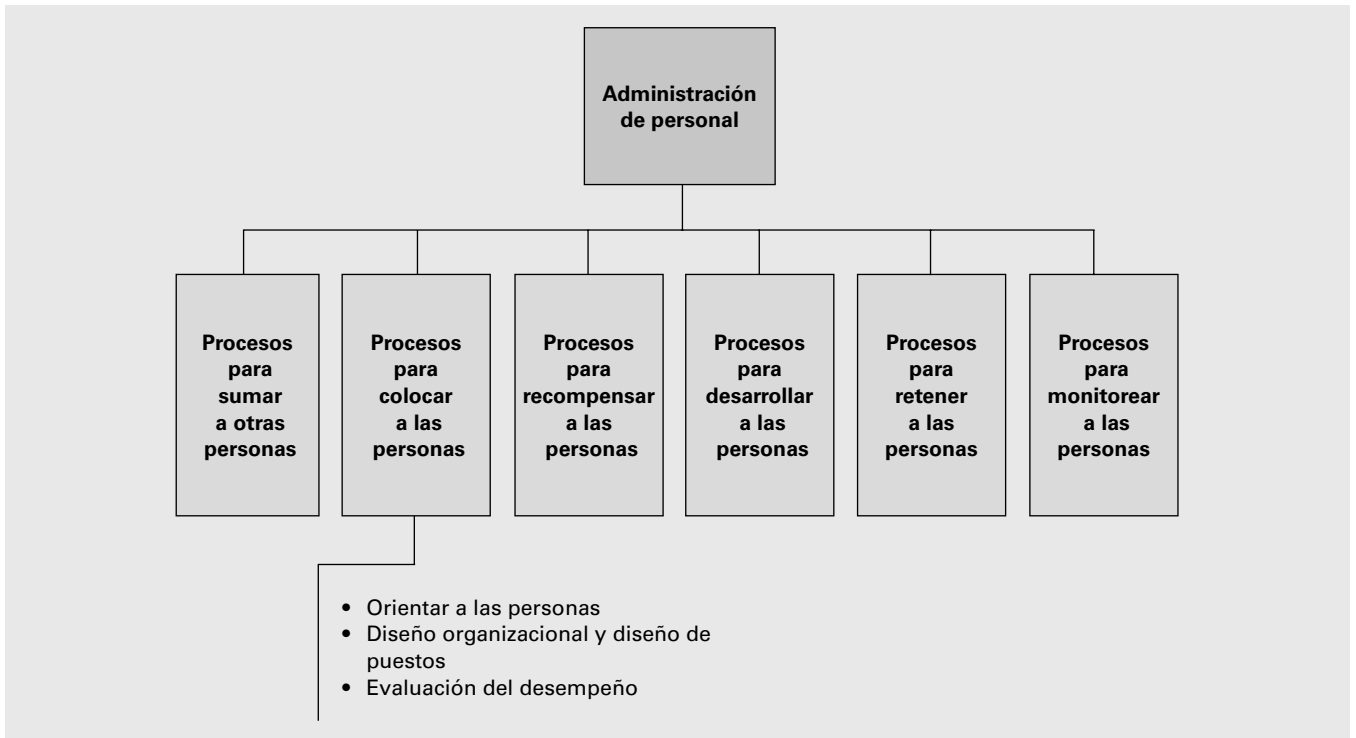 Administración
de personal
Procesos
para
sumar
a otras
personas
Procesos
para
colocar
a las
personas
Procesos
para
recompensar
a las
personas
Procesos
para
desarrollar
a las
personas
Procesos
para
retener
a las
personas
Procesos
para
monitorear
a las
personas
• Orientar a las personas
• Diseño organizacional y diseño de
puestos
• Evaluación del desempeño